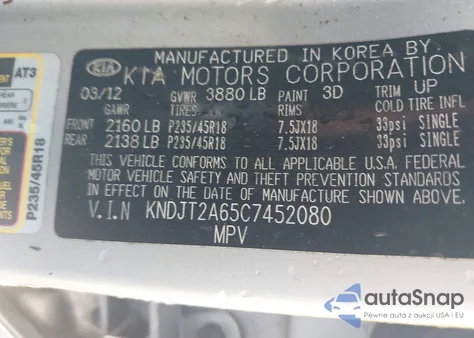 MANUFACTURED IN KOREA BY
KIA KIA MOTORS CORPORATION
03/12 GVWR 3880 LB PAINT 3D TRIM UP
GAWR TIRES RIMS COLD TIRE INFL
FRONT 2160 LB P235/45R18 7.5JX18 33psi SINGLE
REAR 2138 LB P235/45R18 7.5JX18 33psi SINGLE
THIS VEHICLE CONFORMS TO ALL APPLICABLE U.S.A. FEDERAL
MOTOR VEHICLE SAFETY AND THEFT PREVENTION STANDARDS
IN EFFECT ON THE DATE OF MANUFACTURE SHOWN ABOVE.
V.I.N KNDJT2A65C7452080
MPV
AT3
REAR
P235/45R18
autoSnap
Pewne auta z aukcji USA i EU